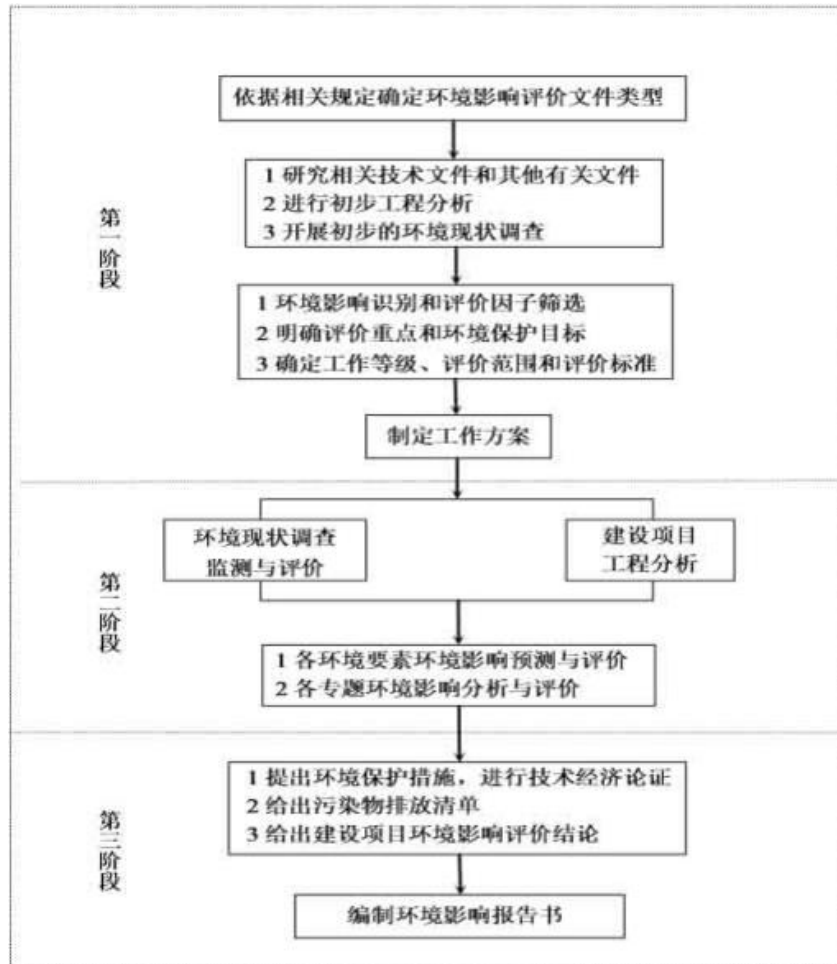 依据相关规定确定环境影响评价文件类型
1 研究相关技术文件和其他有关文件
2 进行初步工程分析
3 开展初步的环境现状调查
第一阶段
1 环境影响识别和评价因子筛选
2 明确评价重点和环境保护目标
3 确定工作等级、评价范围和评价标准
制定工作方案
环境现状调查
监测与评价
建设项目
工程分析
第二阶段
1 各环境要素环境影响预测与评价
2 各专题环境影响分析与评价
1 提出环境保护措施，进行技术经济论证
2 给出污染物排放清单
3 给出建设项目环境影响评价结论
第三阶段
编制环境影响报告书